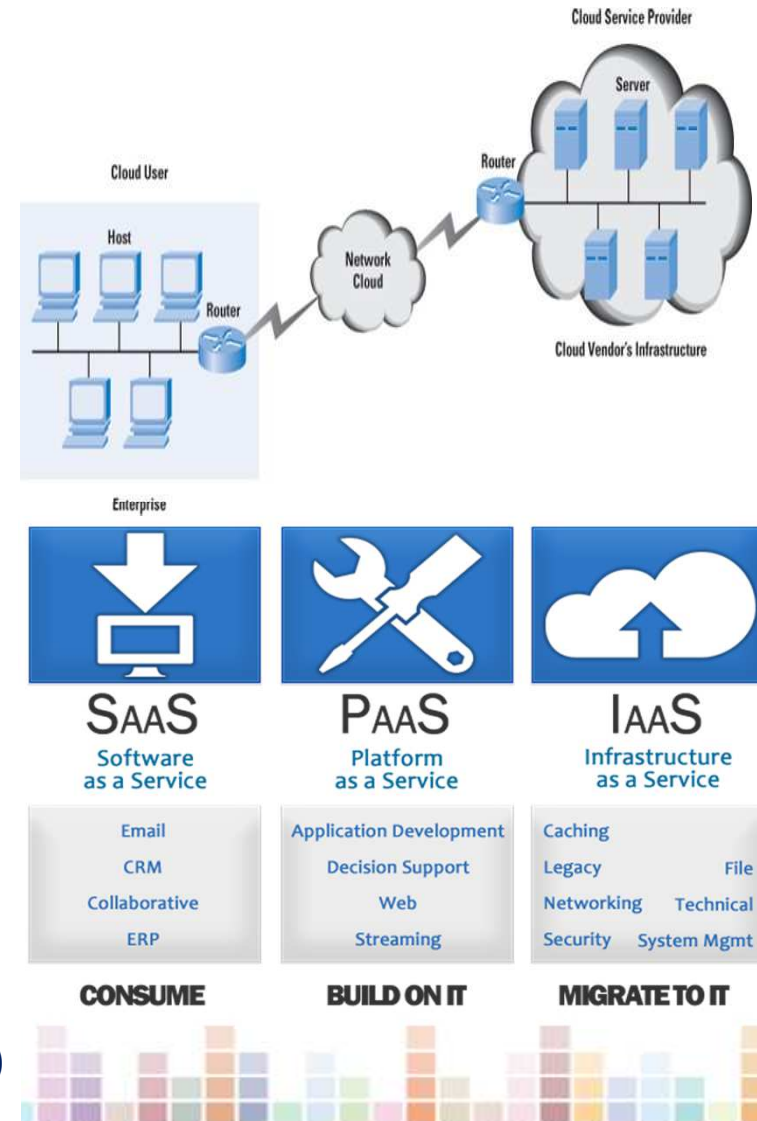 Cloud Service Provider
Server
Router
Cloud User
Host
Network
Cloud
Router
Cloud Vendor's Infrastructure
Enterprise
SaaS
Software
as a Service
Email
CRM
Collaborative
ERP
CONSUME
PaaS
Platform
as a Service
Application Development
Decision Support
Web
Streaming
BUILD ON IT
IaaS
Infrastructure
as a Service
Caching
Legacy File
Networking Technical
Security System Mgmt
MIGRATE TO IT
)